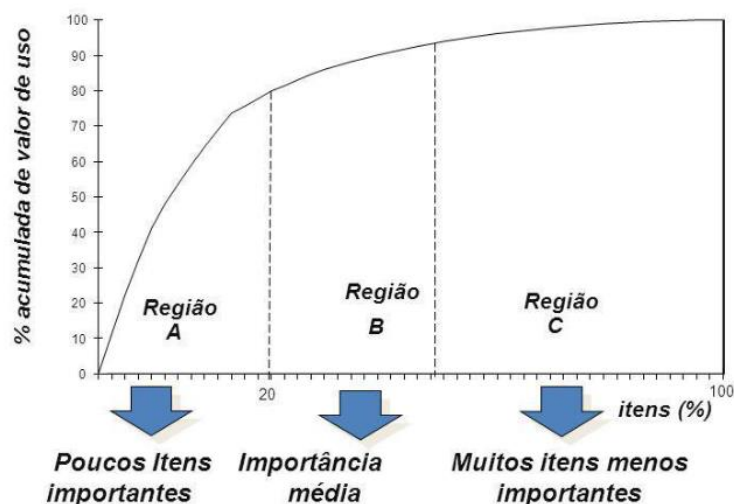 % acumulada de valor de uso
100
90
80
70
60
50
40
30
20
10
0
Região
A
Região
B
Região
C
20
100
itens (%)
Poucos Itens
importantes
Importância
média
Muitos itens menos
importantes